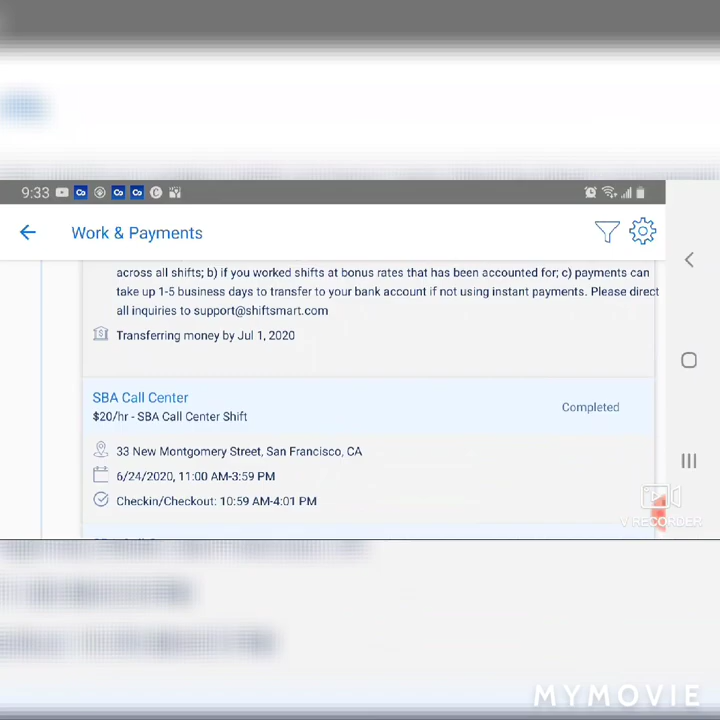 9:33
Work & Payments
across all shifts; b) if you worked shifts at bonus rates that has been accounted for; c) payments can
take up 1-5 business days to transfer to your bank account if not using instant payments. Please direct
all inquiries to support@shiftsmart.com
Transferring money by Jul 1, 2020
SBA Call Center
Completed
$20/hr - SBA Call Center Shift
33 New Montgomery Street, San Francisco, CA
6/24/2020, 11:00 AM-3:59 PM
Checkin/Checkout: 10:59 AM-4:01 PM
V RECORDER
MYMOVIE